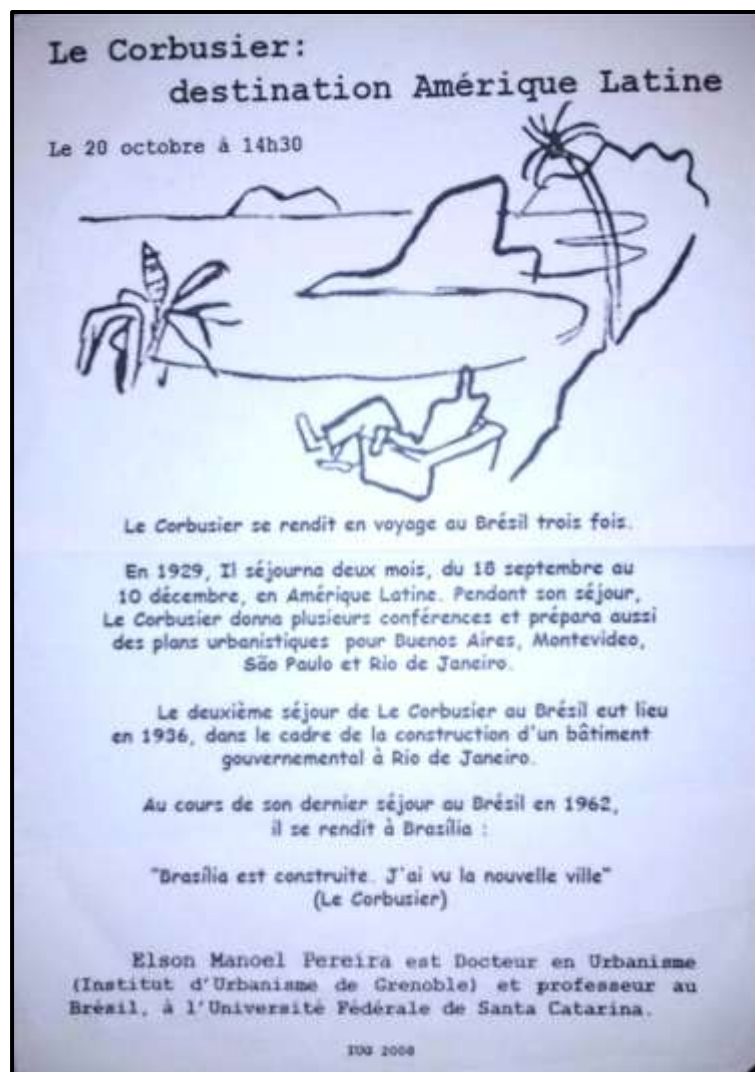 Le Corbusier:
destination Amérique Latine
Le 20 octobre à 14h30
Le Corbusier se rendit en voyage au Brésil trois fois.
En 1929, Il séjourna deux mois, du 18 septembre au
10 décembre, en Amérique Latine. Pendant son séjour,
Le Corbusier donna plusieurs conférences et prépara aussi
des plans urbanistiques pour Buenos Aires, Montevideo,
São Paulo et Rio de Janeiro.
Le deuxième séjour de Le Corbusier au Brésil eut lieu
en 1936, dans le cadre de la construction d'un bâtiment
gouvernemental à Rio de Janeiro.
Au cours de son dernier séjour au Brésil en 1962,
il se rendit à Brasília :
"Brasília est construite. J'ai vu la nouvelle ville"
(Le Corbusier)
Elson Manoel Pereira est Docteur en Urbanisme
(Institut d'Urbanisme de Grenoble) et professeur au
Brésil, à l'Université Fédérale de Santa Catarina.
2008